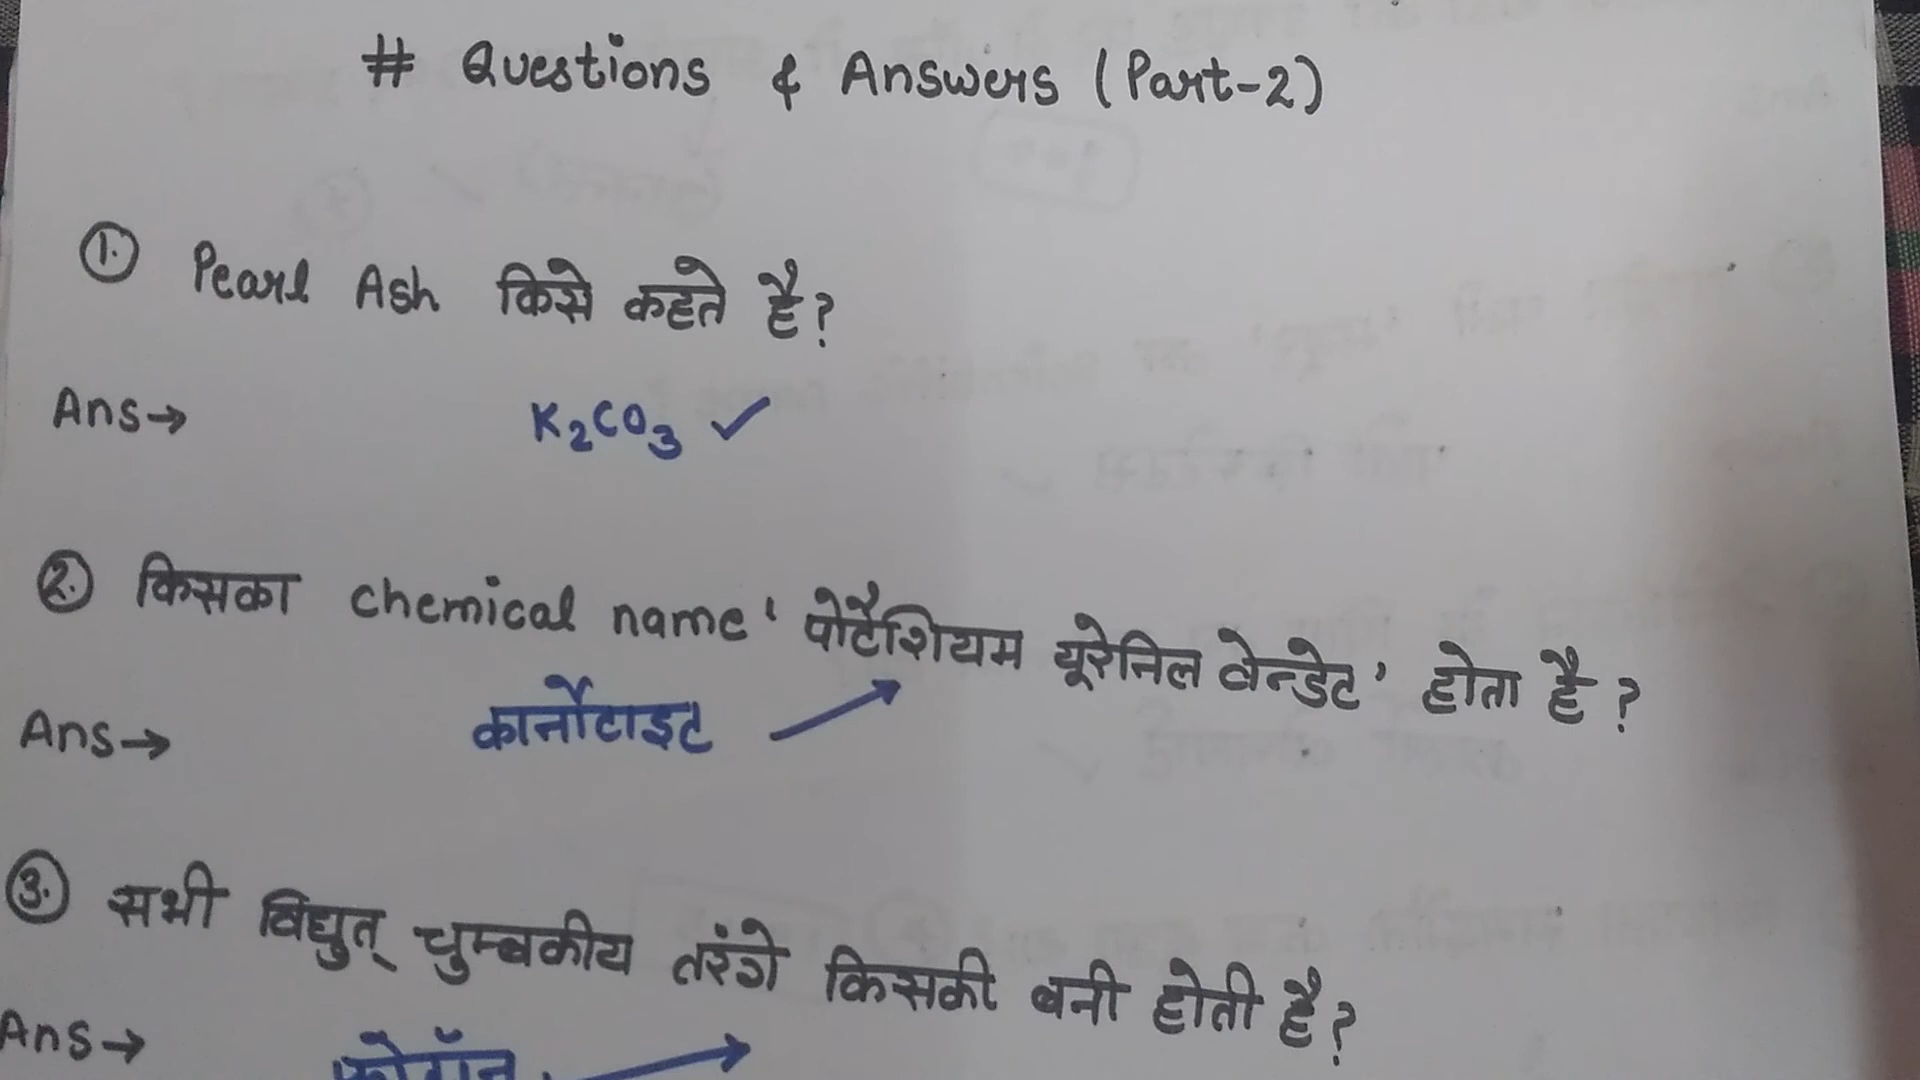 # Questions & Answers (Part-2)
1. Pearl Ash किसे कहते है?
Ans→ K2CO3 ✓
2. किसका chemical name 'पोटैशियम यूरेनिल वेन्डेट' होता है?
Ans→ कार्नोटाइट
3. सभी विद्युत् चुम्बकीय तरंगे किसकी बनी होती है?
Ans→ फोटॉन